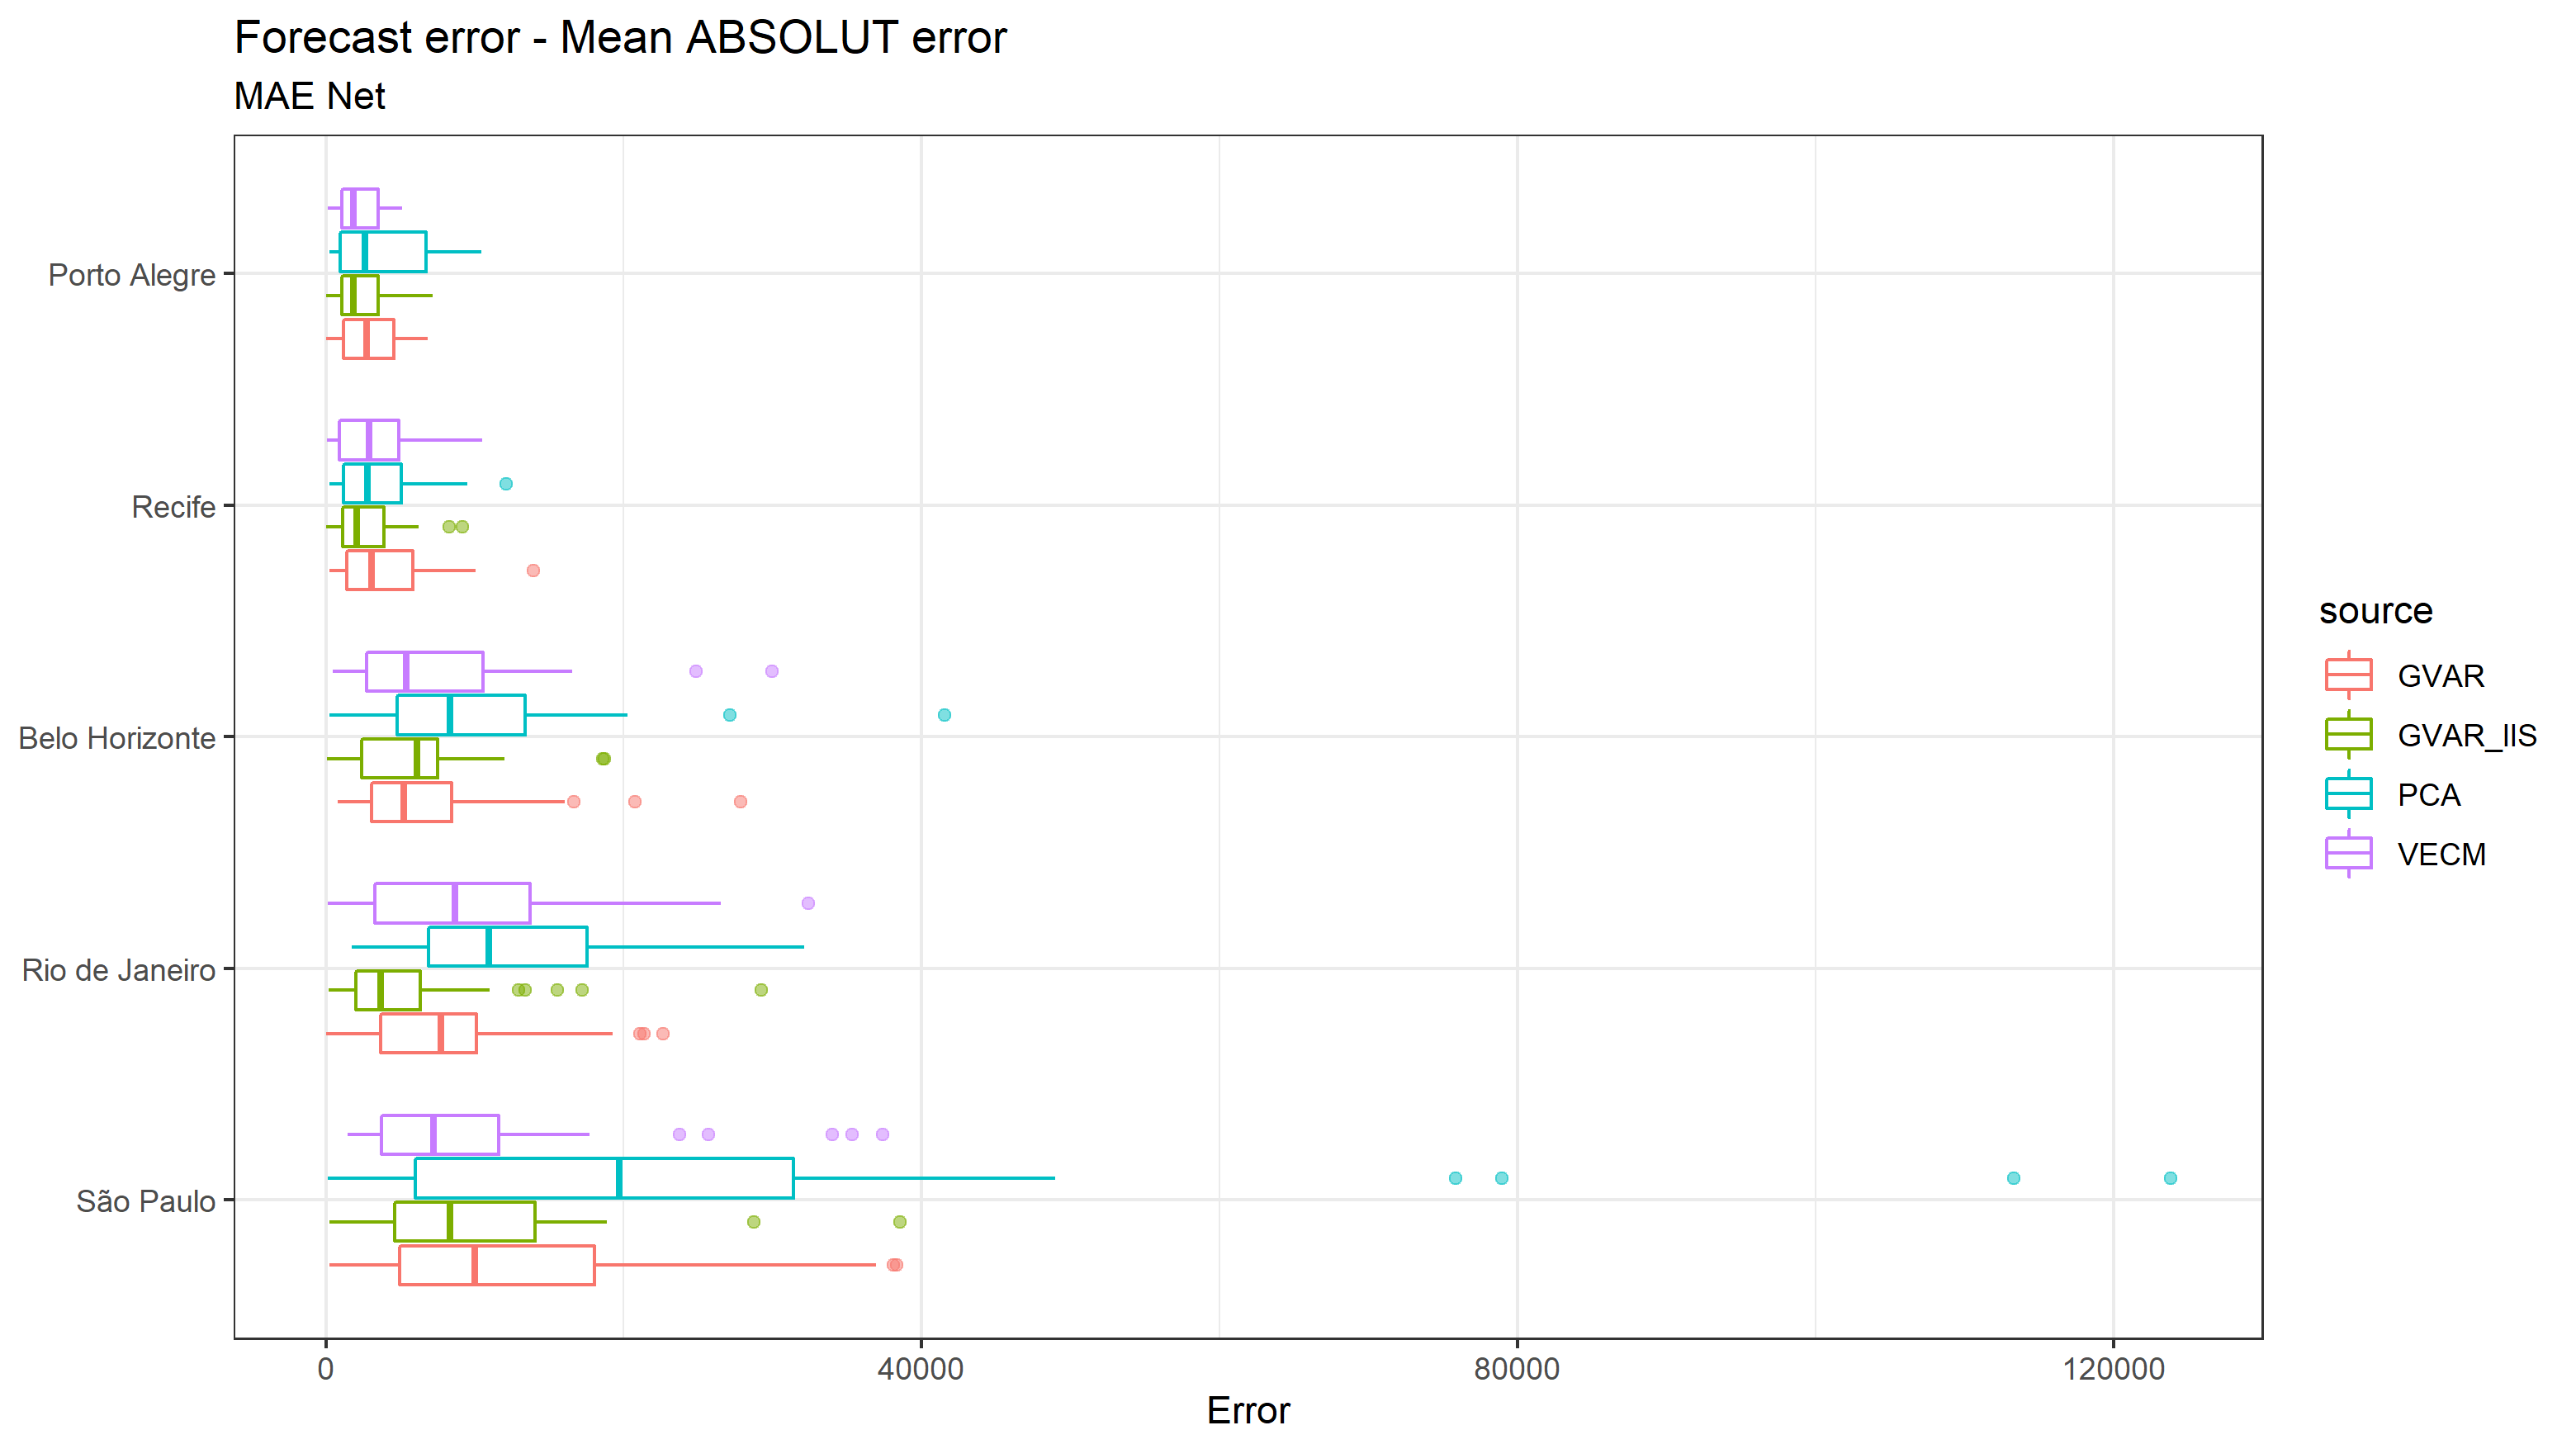 Forecast error - Mean ABSOLUT error
MAE Net
Porto Alegre
Recife
Belo Horizonte
Rio de Janeiro
São Paulo
0
40000
80000
120000
Error
source
GVAR
GVAR_IIS
PCA
VECM